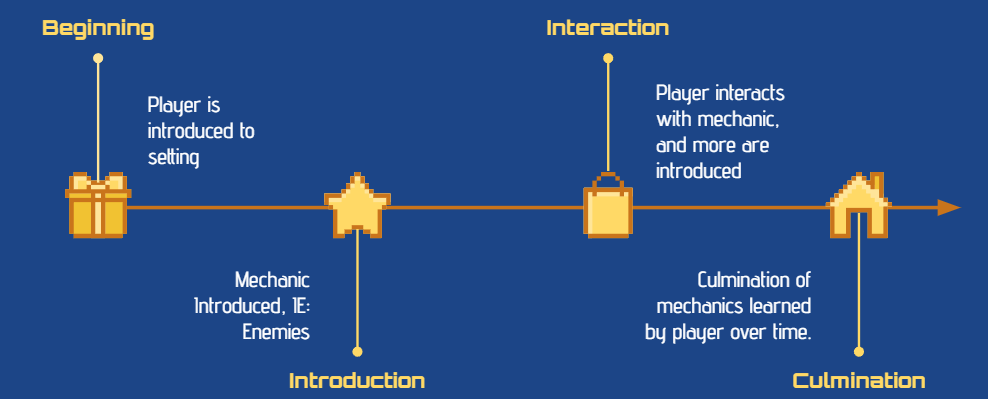 Beginning
Player is
introduced to
setting
Mechanic
Introduced, IE:
Enemies
Introduction
Interaction
Player interacts
with mechanic,
and more are
introduced
Culmination of
mechanics learned
by player over time.
Culmination